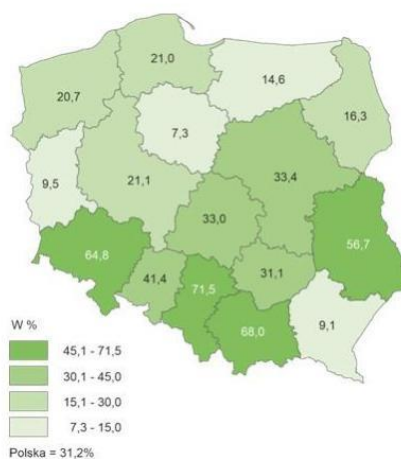 21,0
14,6
20,7
16,3
7,3
9,5
21,1
33,4
33,0
64,8
56,7
41,4
71,5
31,1
68,0
9,1
W %
45,1 - 71,5
30,1 - 45,0
15,1 - 30,0
7,3 - 15,0
Polska = 31,2%